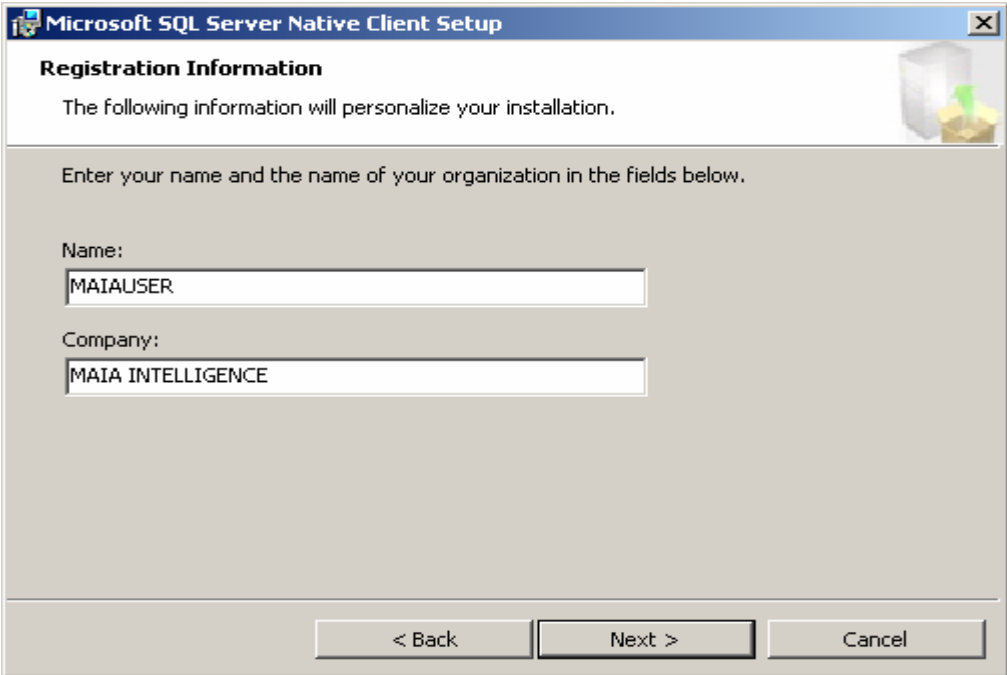 Microsoft SQL Server Native Client Setup
Registration Information
The following information will personalize your installation.
Enter your name and the name of your organization in the fields below.
Name:
MAIAUSER
Company:
MAIA INTELLIGENCE
< Back Next > Cancel